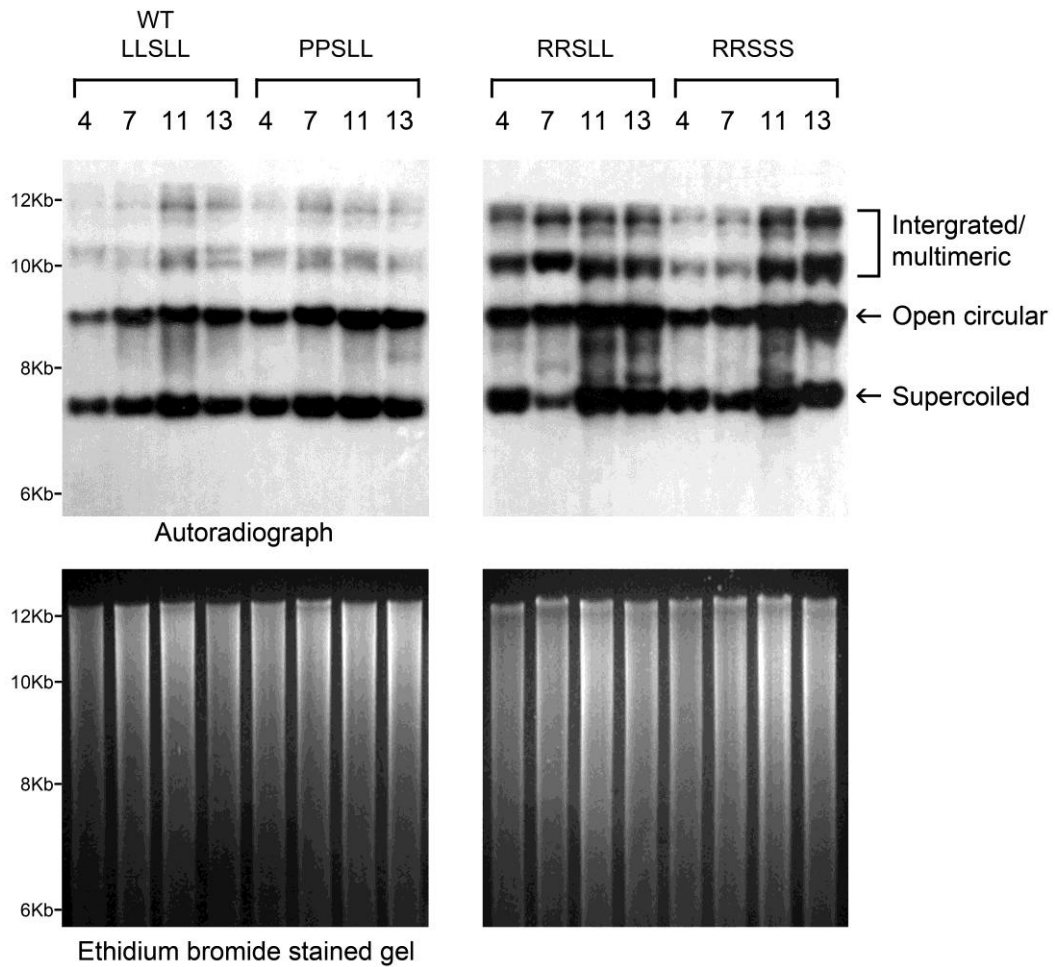 WT
LLSLL
PPSLL
RRSLL
RRSSS
4 7 11 13 4 7 11 13
4 7 11 13 4 7 11 13
12Kb-
10Kb-
8Kb-
6Kb-
Intergrated/
multimeric
← Open circular
← Supercoiled
Autoradiograph
12Kb-
10Kb-
8Kb-
6Kb-
Ethidium bromide stained gel